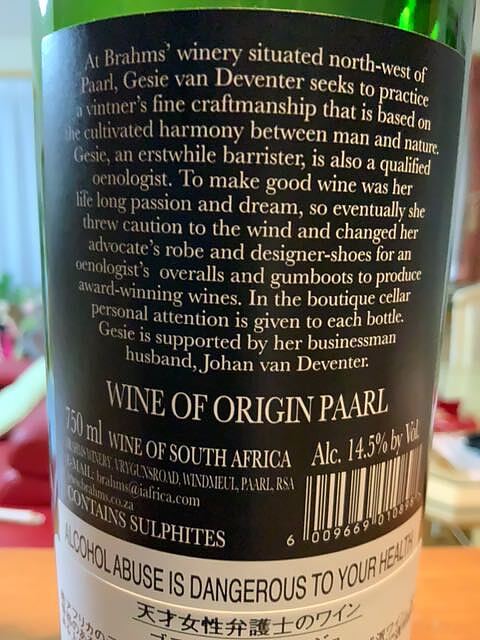 At Brahms' winery situated north-west of
Paarl, Gesie van Deventer seeks to practice
a vintner's fine craftmanship that is based on
the cultivated harmony between man and nature.
Gesie, an erstwhile barrister, is also a qualified
oenologist. To make good wine was her
life long passion and dream, so eventually she
threw caution to the wind and changed her
advocate's robe and designer-shoes for an
oenologist's overalls and gumboots to produce
award-winning wines. In the boutique cellar
personal attention is given to each bottle.
Gesie is supported by her businessman
husband, Johan van Deventer.
WINE OF ORIGIN PAARL
750 ml WINE OF SOUTH AFRICA Alc. 14.5% by Vol.
WINERY, VRYGUNSROAD, WINDMEUL, PAARL, RSA
E-MAIL: brahms@iafrica.com
CONTAINS SULPHITES
6 009669 01085
ALCOHOL ABUSE IS DANGEROUS TO YOUR HEALTH
天才女性弁護士のワイン